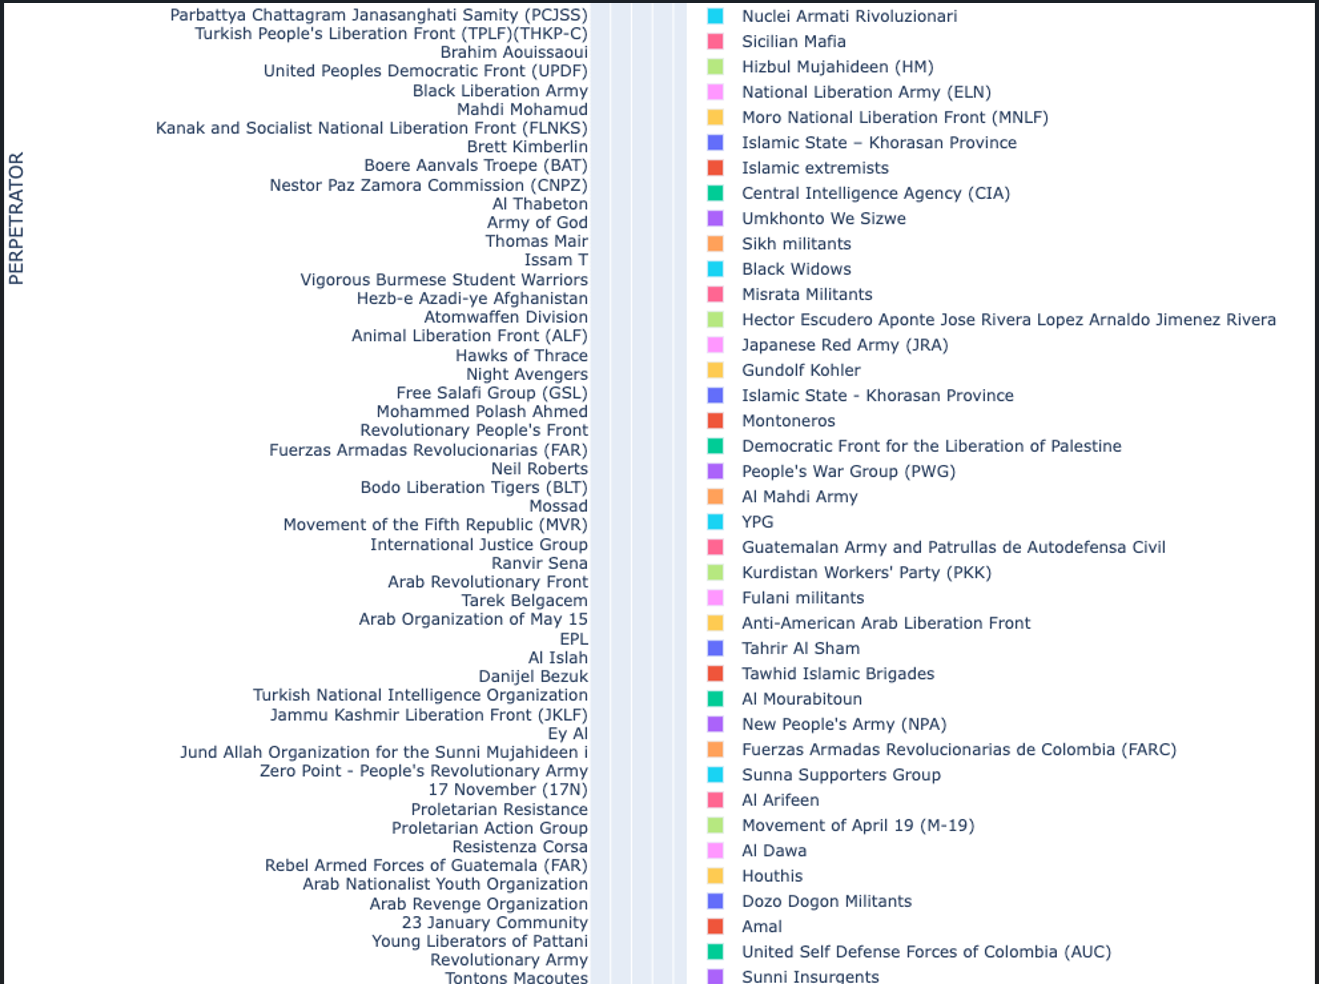 PERPETRATOR
Parbattya Chattagram Janasanghati Samity (PCJSS)
Turkish People's Liberation Front (TPLF)(THKP-C)
Brahim Aouissaoui
United Peoples Democratic Front (UPDF)
Black Liberation Army
Mahdi Mohamud
Kanak and Socialist National Liberation Front (FLNKS)
Brett Kimberlin
Boere Aanvals Troepe (BAT)
Nestor Paz Zamora Commission (CNPZ)
Al Thabeton
Army of God
Thomas Mair
Issam T
Vigorous Burmese Student Warriors
Hezb-e Azadi-ye Afghanistan
Atomwaffen Division
Animal Liberation Front (ALF)
Hawks of Thrace
Night Avengers
Free Salafi Group (GSL)
Mohammed Polash Ahmed
Revolutionary People's Front
Fuerzas Armadas Revolucionarias (FAR)
Neil Roberts
Bodo Liberation Tigers (BLT)
Mossad
Movement of the Fifth Republic (MVR)
International Justice Group
Ranvir Sena
Arab Revolutionary Front
Tarek Belgacem
Arab Organization of May 15
EPL
Al Islah
Danijel Bezuk
Turkish National Intelligence Organization
Jammu Kashmir Liberation Front (JKLF)
Ey Al
Jund Allah Organization for the Sunni Mujahideen i
Zero Point - People's Revolutionary Army
17 November (17N)
Proletarian Resistance
Proletarian Action Group
Resistenza Corsa
Rebel Armed Forces of Guatemala (FAR)
Arab Nationalist Youth Organization
Arab Revenge Organization
23 January Community
Young Liberators of Pattani
Revolutionary Army
Tontons Macoutes
Nuclei Armati Rivoluzionari
Sicilian Mafia
Hizbul Mujahideen (HM)
National Liberation Army (ELN)
Moro National Liberation Front (MNLF)
Islamic State – Khorasan Province
Islamic extremists
Central Intelligence Agency (CIA)
Umkhonto We Sizwe
Sikh militants
Black Widows
Misrata Militants
Hector Escudero Aponte Jose Rivera Lopez Arnaldo Jimenez Rivera
Japanese Red Army (JRA)
Gundolf Kohler
Islamic State - Khorasan Province
Montoneros
Democratic Front for the Liberation of Palestine
People's War Group (PWG)
Al Mahdi Army
YPG
Guatemalan Army and Patrullas de Autodefensa Civil
Kurdistan Workers' Party (PKK)
Fulani militants
Anti-American Arab Liberation Front
Tahrir Al Sham
Tawhid Islamic Brigades
Al Mourabitoun
New People's Army (NPA)
Fuerzas Armadas Revolucionarias de Colombia (FARC)
Sunna Supporters Group
Al Arifeen
Movement of April 19 (M-19)
Al Dawa
Houthis
Dozo Dogon Militants
Amal
United Self Defense Forces of Colombia (AUC)
Sunni Insurgents